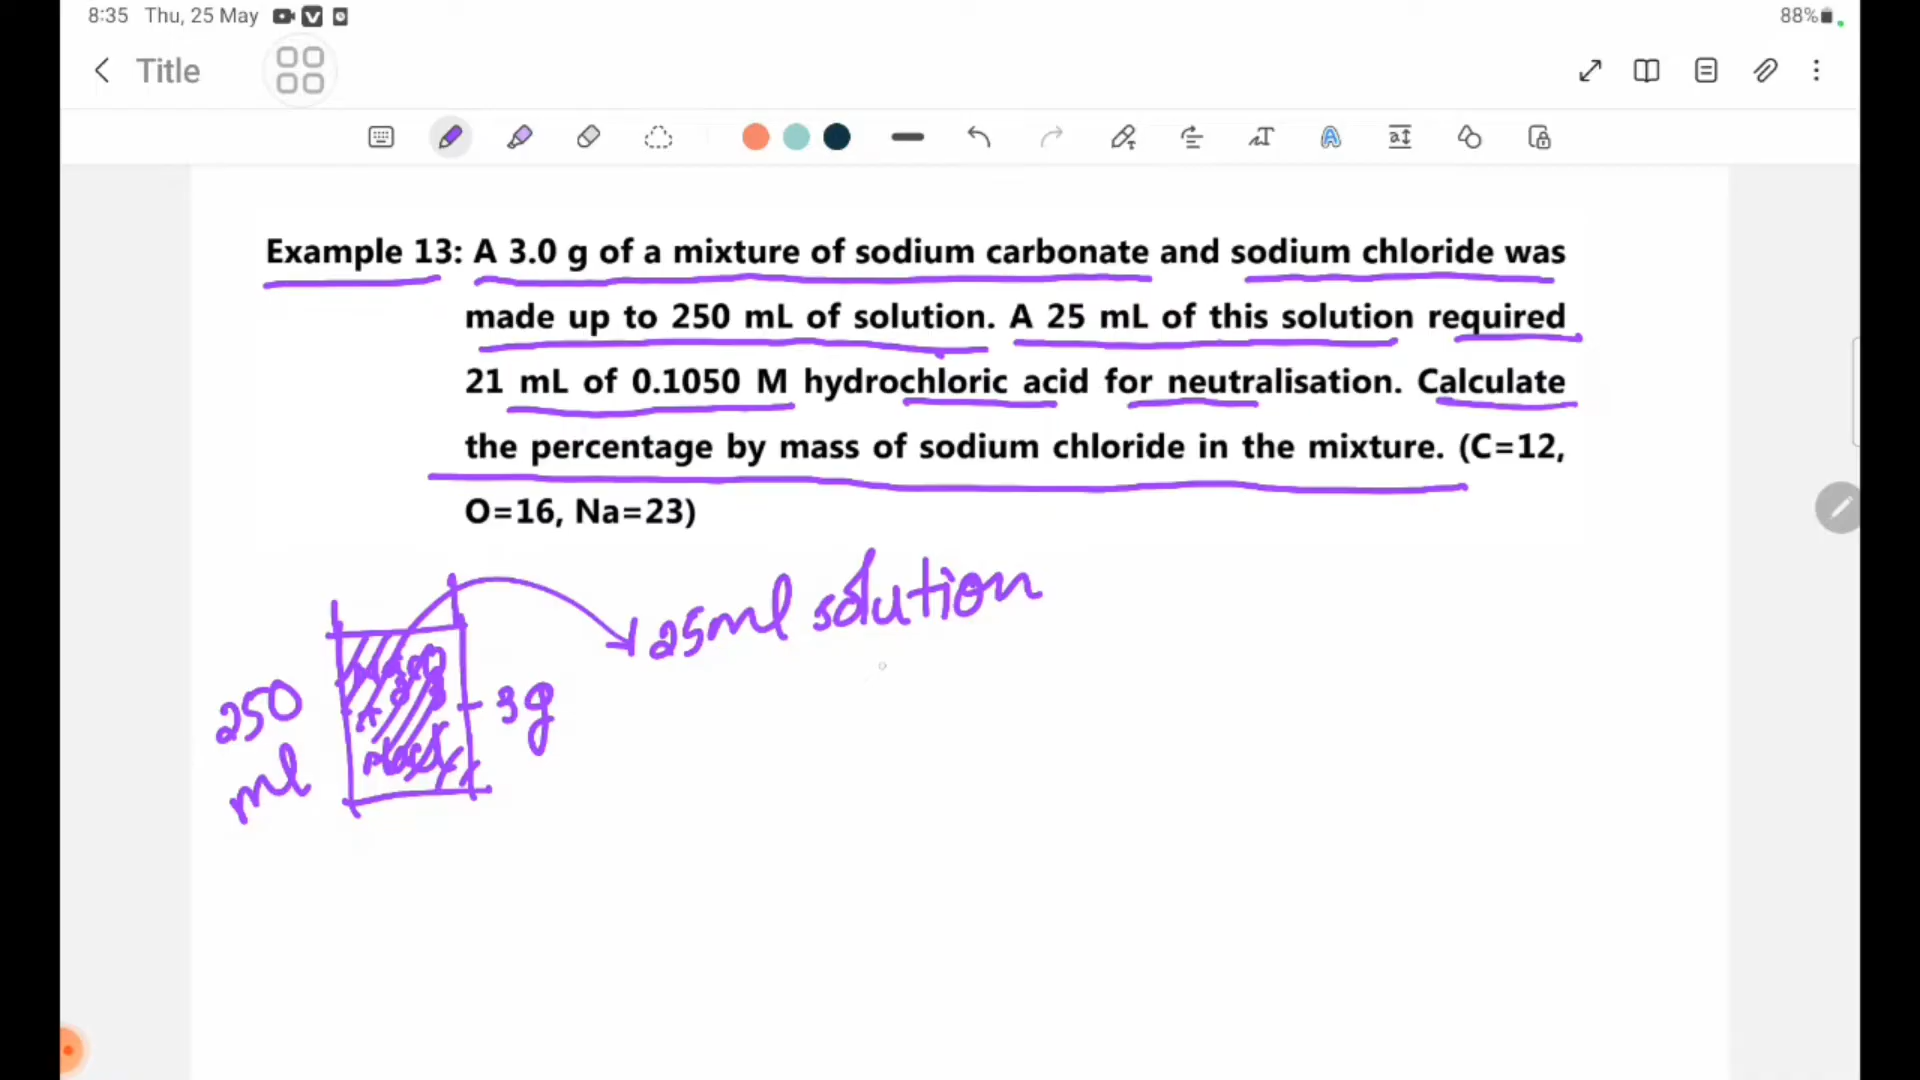 8:35 Thu, 25 May
88%
Title
Example 13: A 3.0 g of a mixture of sodium carbonate and sodium chloride was
made up to 250 mL of solution. A 25 mL of this solution required
21 mL of 0.1050 M hydrochloric acid for neutralisation. Calculate
the percentage by mass of sodium chloride in the mixture. (C=12,
O=16, Na=23)
25ml solution
250
ml
3g